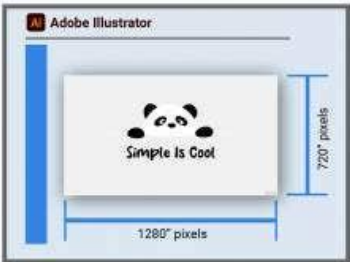 Ai Adobe Illustrator
Simple Is Cool
720" pixels
1280" pixels